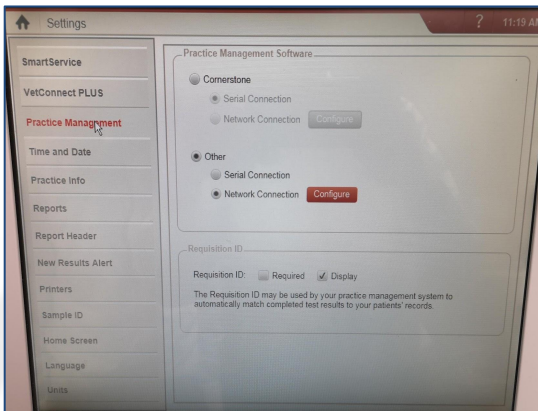 Settings
?
11:19 AM
SmartService
VetConnect PLUS
Practice Management
Time and Date
Practice Info
Reports
Report Header
New Results Alert
Printers
Sample ID
Home Screen
Language
Units
Practice Management Software
Cornerstone
Serial Connection
Network Connection Configure
Other
Serial Connection
Network Connection Configure
Requisition ID
Requisition ID: Required Display
The Requisition ID may be used by your practice management system to
automatically match completed test results to your patients' records.